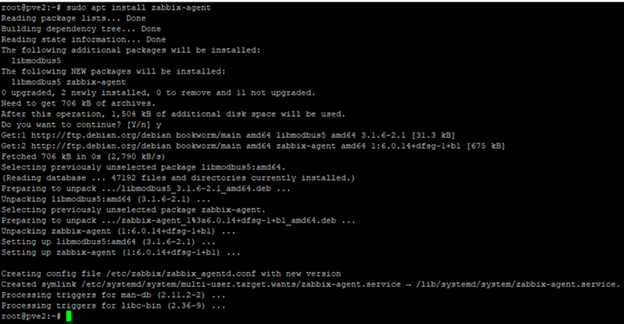 root@pve2:~# sudo apt install zabbix-agent
Reading package lists... Done
Building dependency tree... Done
Reading state information... Done
The following additional packages will be installed:
  libmodbus5
The following NEW packages will be installed:
  libmodbus5 zabbix-agent
0 upgraded, 2 newly installed, 0 to remove and 11 not upgraded.
Need to get 706 kB of archives.
After this operation, 1,504 kB of additional disk space will be used.
Do you want to continue? [Y/n] y
Get:1 http://ftp.debian.org/debian bookworm/main amd64 libmodbus5 amd64 3.1.6-2.1 [31.3 kB]
Get:2 http://ftp.debian.org/debian bookworm/main amd64 zabbix-agent amd64 1:6.0.14+dfsg-1+b1 [675 kB]
Fetched 706 kB in 0s (2,790 kB/s)
Selecting previously unselected package libmodbus5:amd64.
(Reading database ... 47192 files and directories currently installed.)
Preparing to unpack .../libmodbus5_3.1.6-2.1_amd64.deb ...
Unpacking libmodbus5:amd64 (3.1.6-2.1) ...
Selecting previously unselected package zabbix-agent.
Preparing to unpack .../zabbix-agent_1%3a6.0.14+dfsg-1+b1_amd64.deb ...
Unpacking zabbix-agent (1:6.0.14+dfsg-1+b1) ...
Setting up libmodbus5:amd64 (3.1.6-2.1) ...
Setting up zabbix-agent (1:6.0.14+dfsg-1+b1) ...

Creating config file /etc/zabbix/zabbix_agentd.conf with new version
Created symlink /etc/systemd/system/multi-user.target.wants/zabbix-agent.service → /lib/systemd/system/zabbix-agent.service.
Processing triggers for man-db (2.11.2-2) ...
Processing triggers for libc-bin (2.36-9) ...
root@pve2:~#